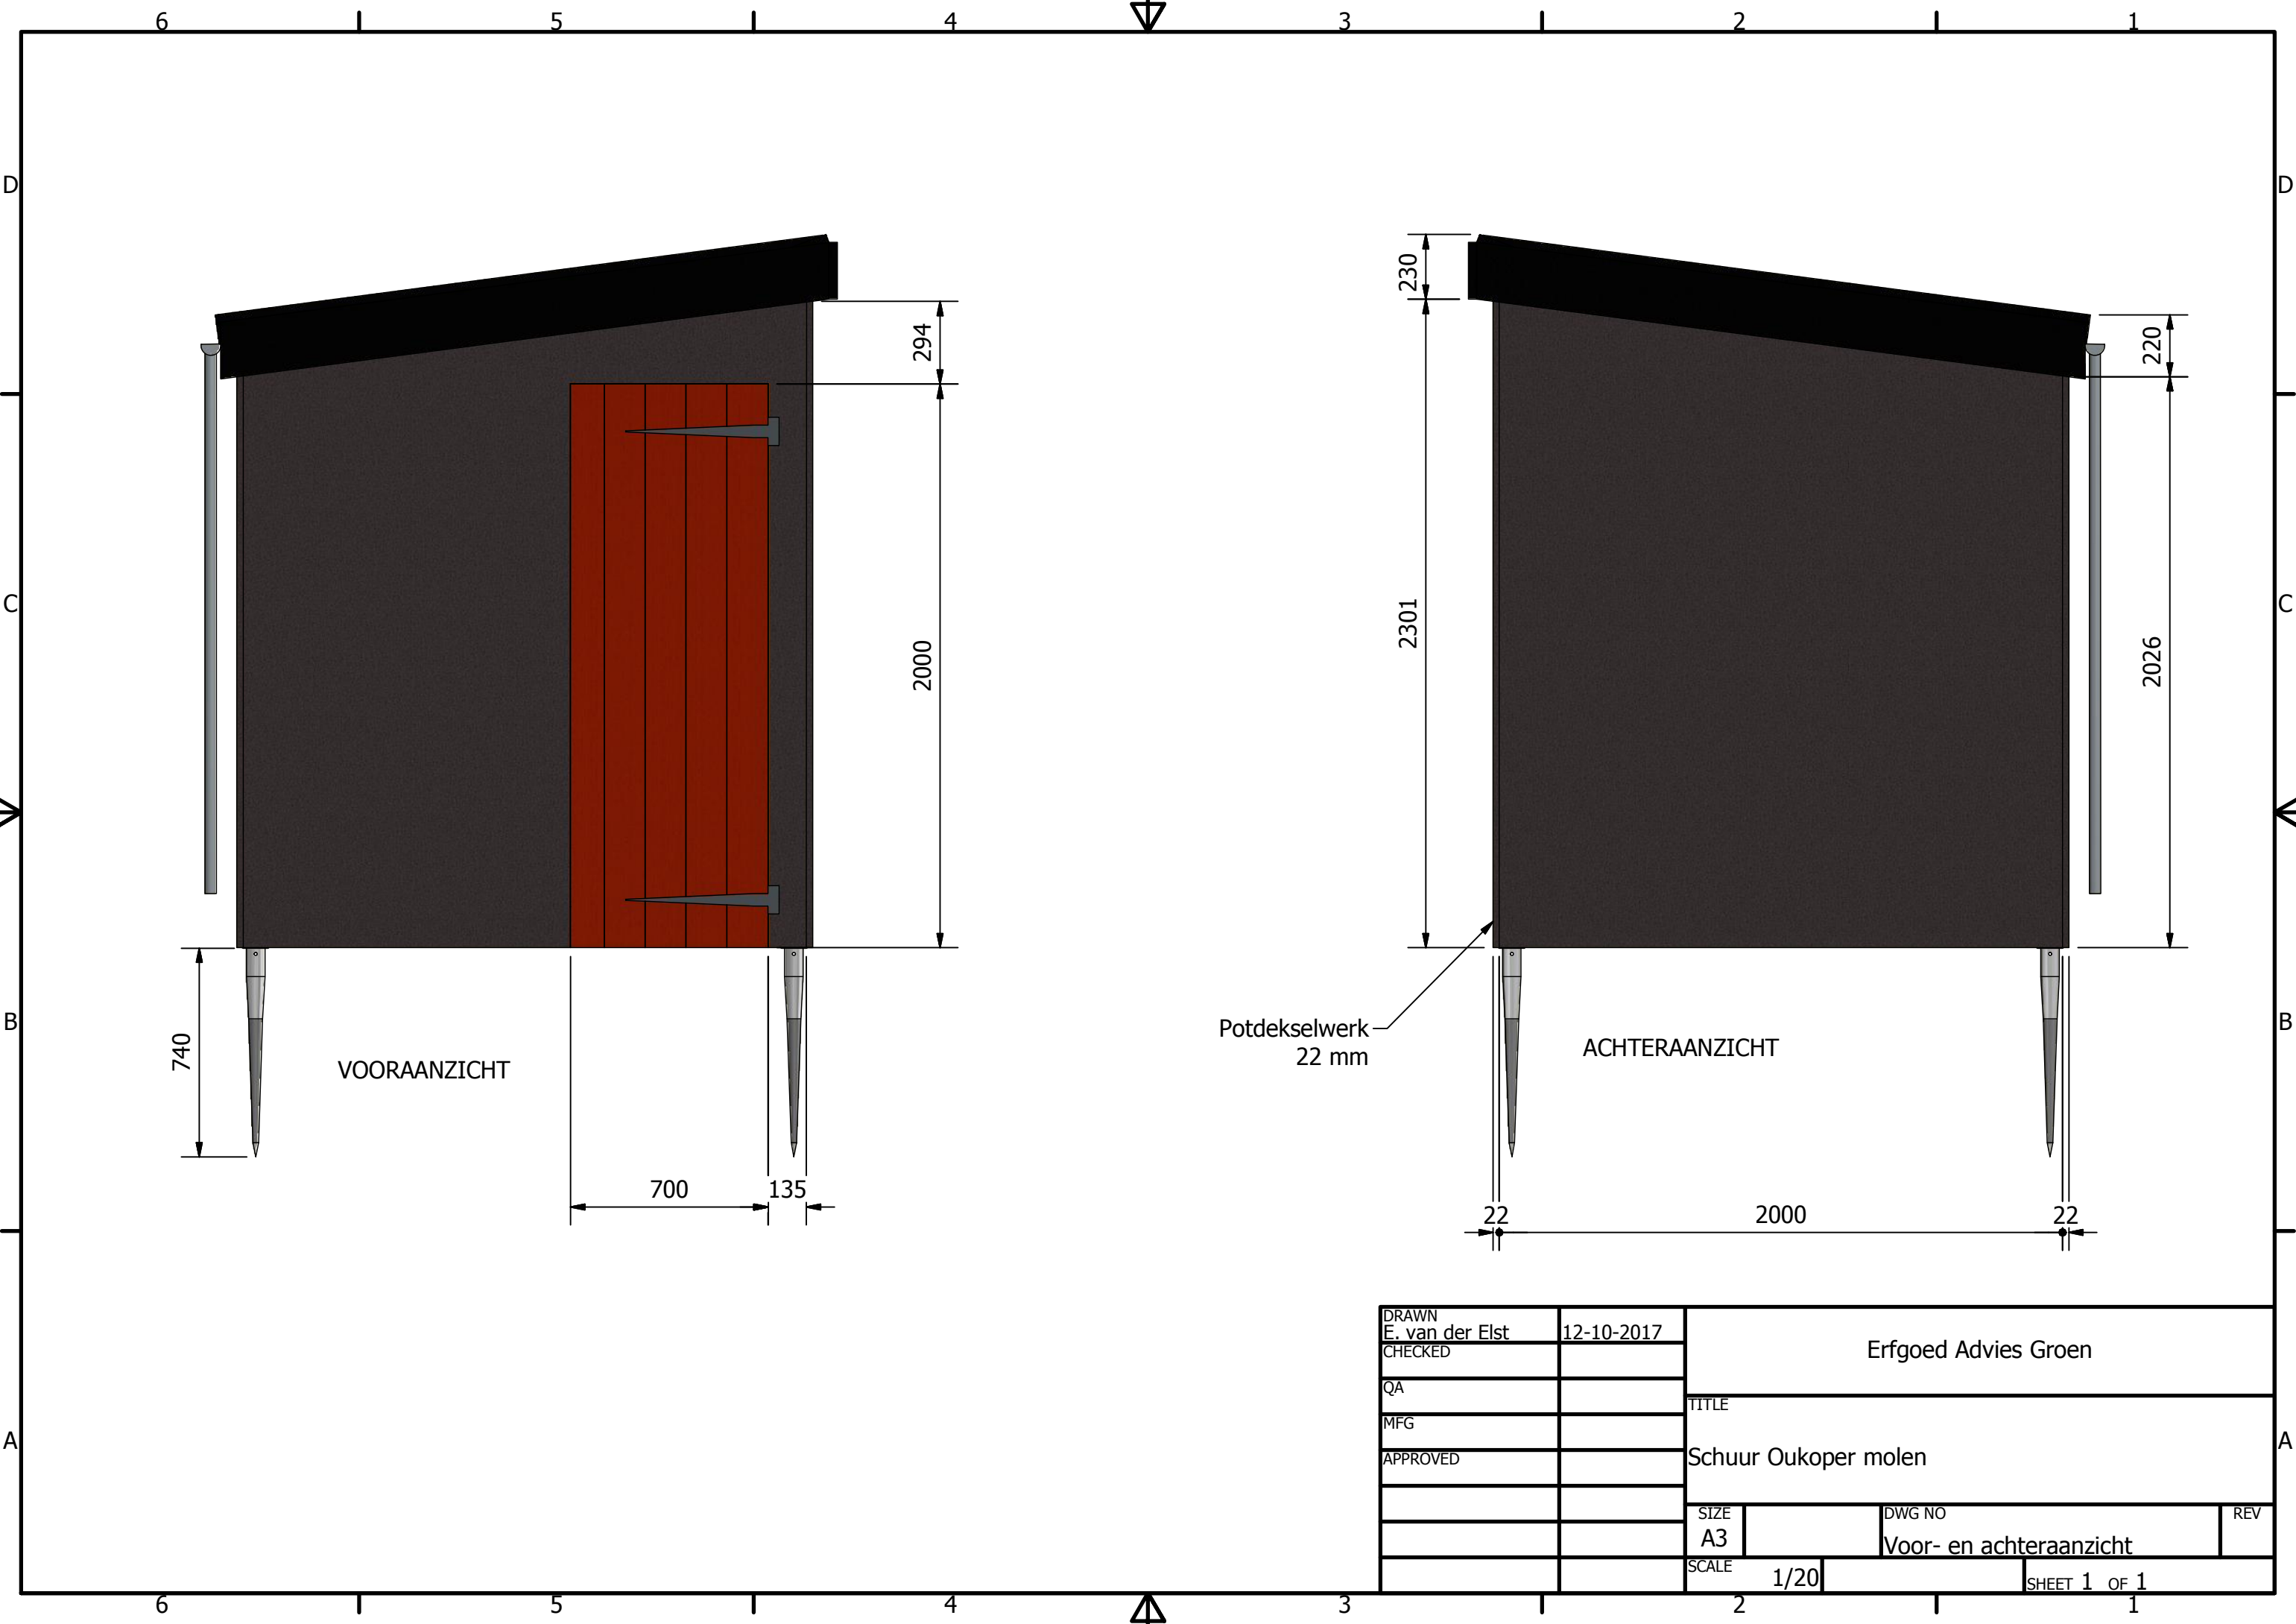 6 5 4 3 2 1
D D
230
294
220
C C
2301
2000
2026
B B
740
VOORAANZICHT
Potdekselwerk
22 mm
ACHTERAANZICHT
700 135
22 2000 22
DRAWN
E. van der Elst 12-10-2017
CHECKED
QA
MFG
APPROVED
Erfgoed Advies Groen
TITLE
Schuur Oukoper molen
SIZE
A3
DWG NO
Voor- en achteraanzicht
REV
SCALE 1/20
SHEET 1 OF 1
A A
6 5 4 3 2 1